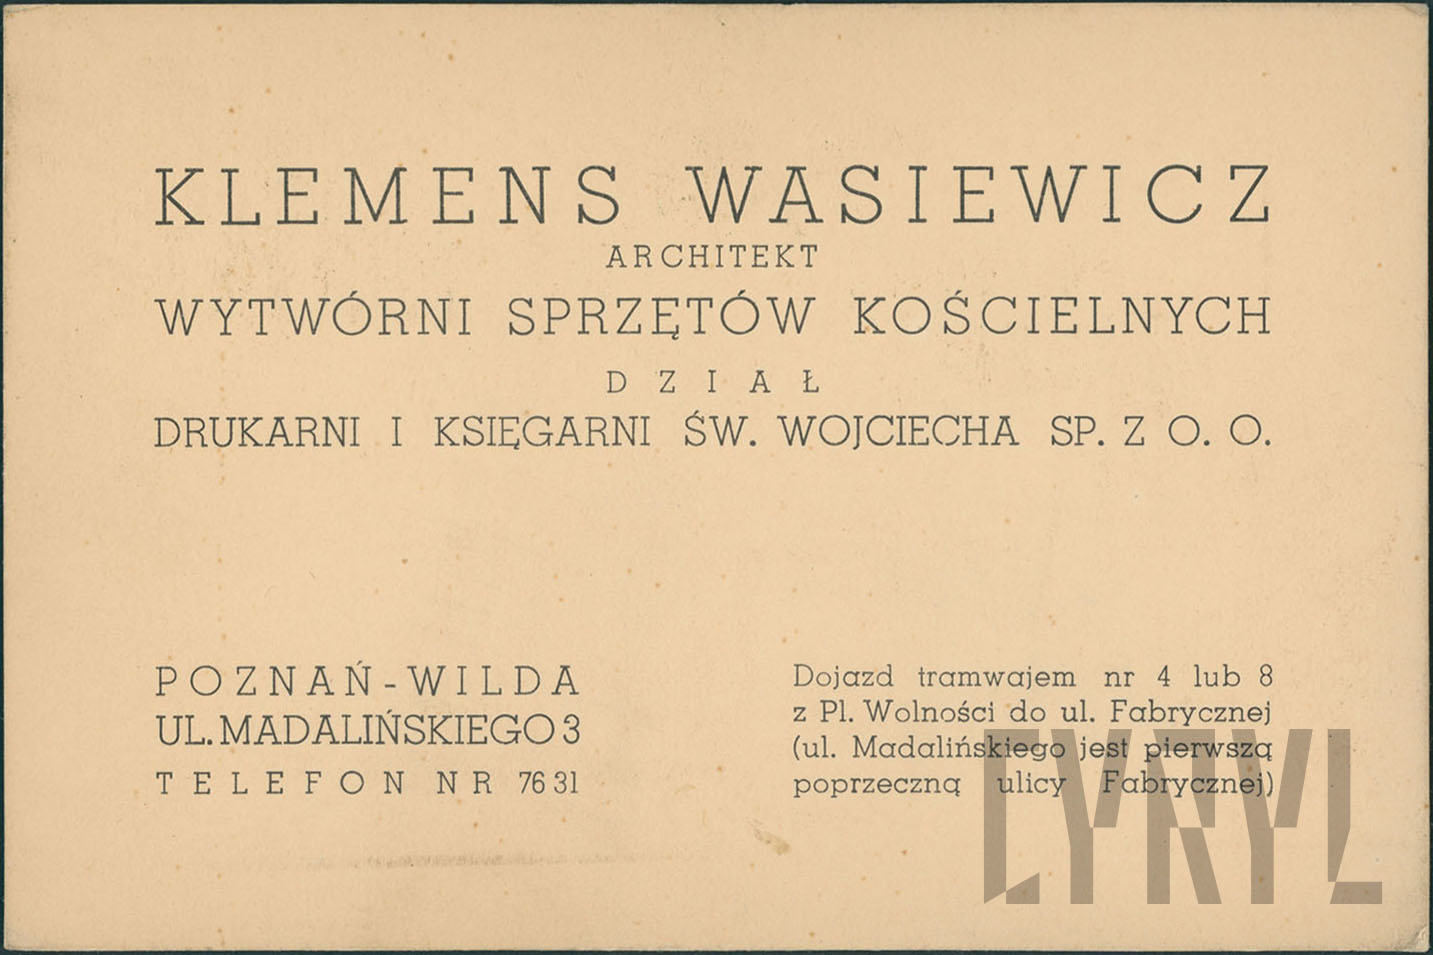 KLEMENS WASIEWICZ
ARCHITEKT
WYTWÓRNI SPRZĘTÓW KOŚCIELNYCH
DZIAŁ
DRUKARNI I KSIĘGARNI ŚW. WOJCIECHA SP. Z O. O.
POZNAŃ-WILDA
UL. MADALIŃSKIEGO 3
TELEFON NR 76 31
Dojazd tramwajem nr 4 lub 8
z Pl. Wolności do ul. Fabrycznej
(ul. Madalińskiego jest pierwszą
poprzeczną ulicy Fabrycznej)
CYRYL